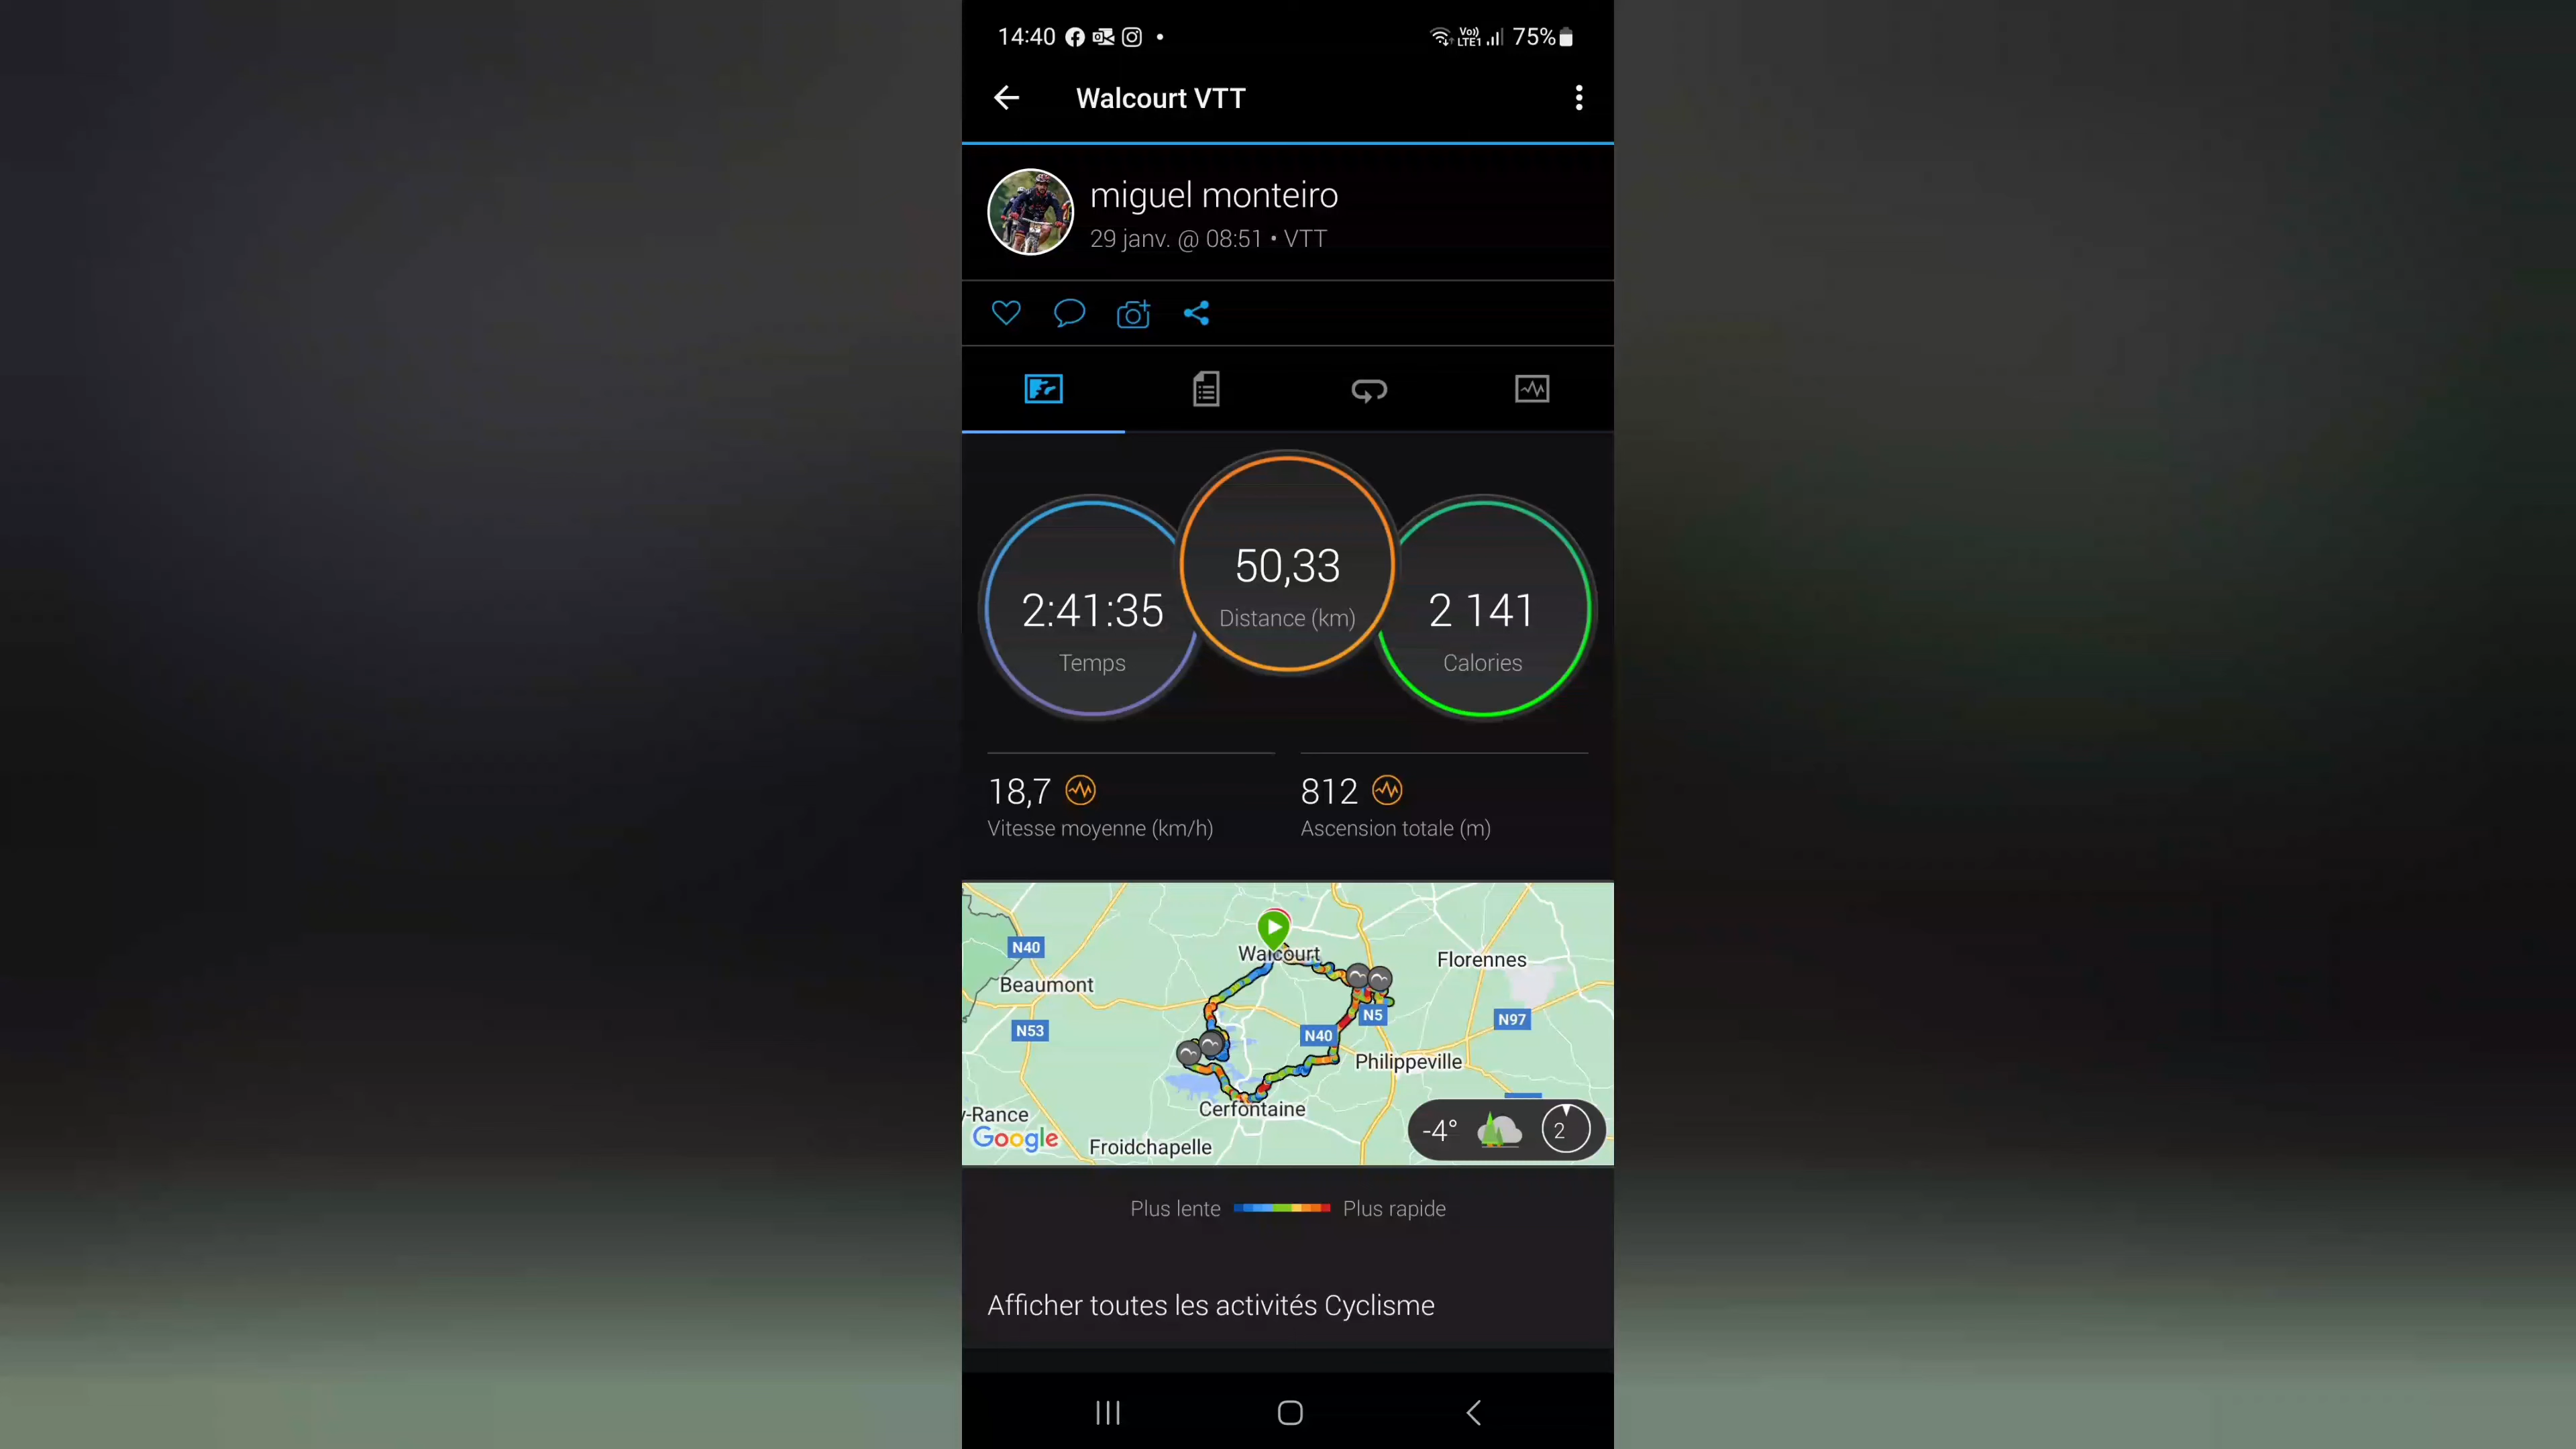 14:40
Vo)) LTE1 75%
Walcourt VTT
miguel monteiro
29 janv. @ 08:51 • VTT
2:41:35
Temps
50,33
Distance (km)
2 141
Calories
18,7
Vitesse moyenne (km/h)
812
Ascension totale (m)
Walcourt
N40
Florennes
Beaumont
N5
N97
N53
N40
Philippeville
Cerfontaine
-Rance
Google
Froidchapelle
-4°
2
Plus lente
Plus rapide
Afficher toutes les activités Cyclisme